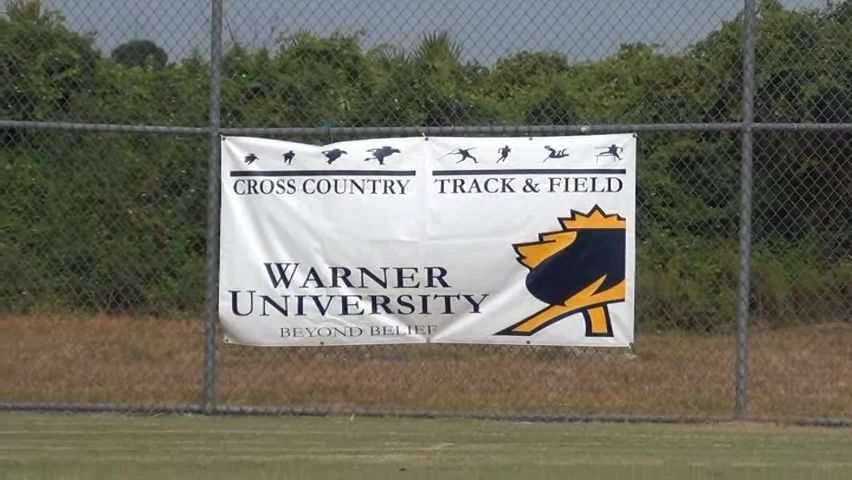 CROSS COUNTRY TRACK & FIELD
WARNER
UNIVERSITY
BEYOND BELIEF